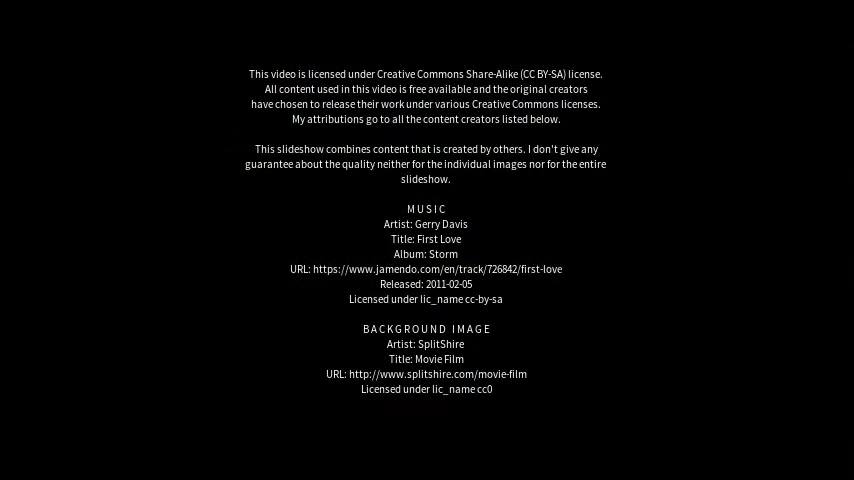 This video is licensed under Creative Commons Share-Alike (CC BY-SA) license.
All content used in this video is free available and the original creators
have chosen to release their work under various Creative Commons licenses.
My attributions go to all the content creators listed below.
This slideshow combines content that is created by others. I don't give any
guarantee about the quality neither for the individual images nor for the entire
slideshow.
MUSIC
Artist: Gerry Davis
Title: First Love
Album: Storm
URL: https://www.jamendo.com/en/track/726842/first-love
Released: 2011-02-05
Licensed under lic_name cc-by-sa
BACKGROUND IMAGE
Artist: SplitShire
Title: Movie Film
URL: http://www.splitshire.com/movie-film
Licensed under lic_name cc0